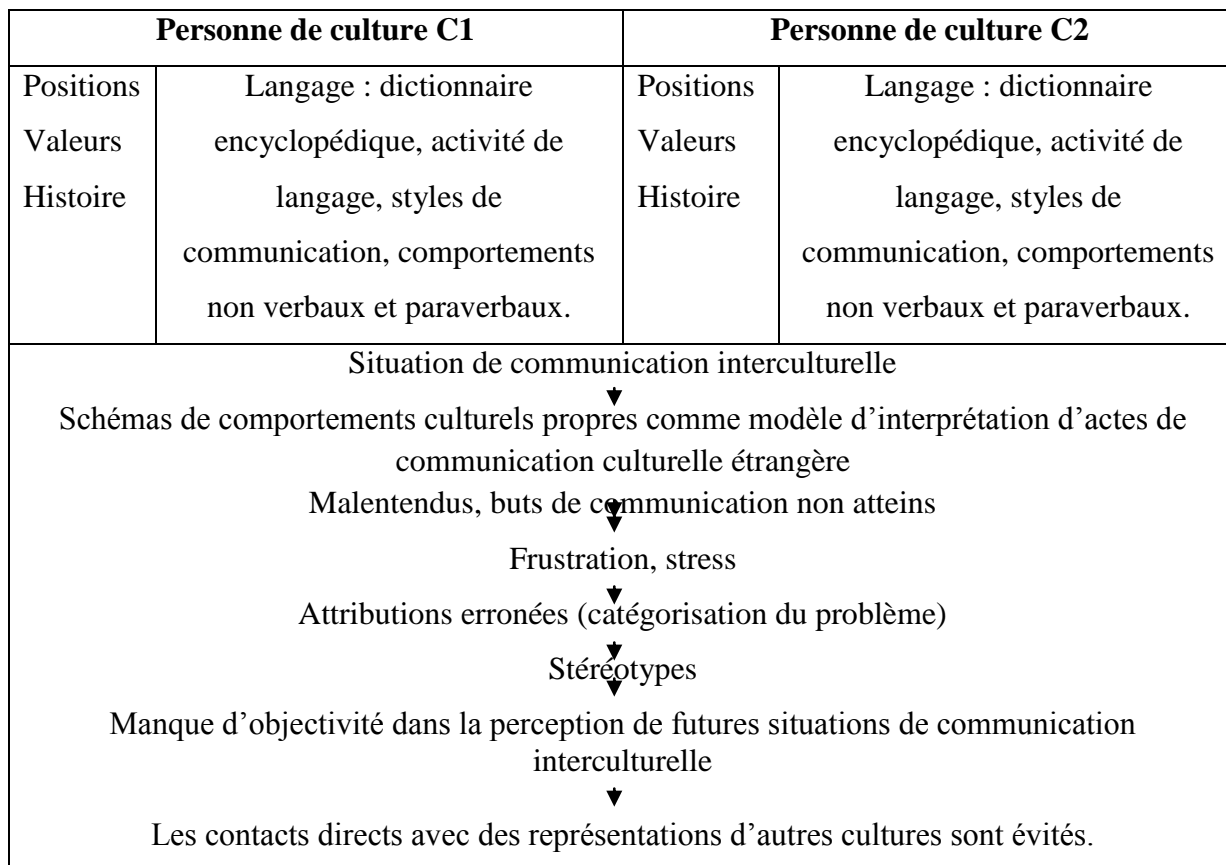 Personne de culture C1
Personne de culture C2
Positions
Valeurs
Histoire
Langage : dictionnaire
encyclopédique, activité de
langage, styles de
communication, comportements
non verbaux et paraverbaux.
Positions
Valeurs
Histoire
Langage : dictionnaire
encyclopédique, activité de
langage, styles de
communication, comportements
non verbaux et paraverbaux.
Situation de communication interculturelle
Schémas de comportements culturels propres comme modèle d’interprétation d’actes de
communication culturelle étrangère
Malentendus, buts de communication non atteins
Frustration, stress
Attributions erronées (catégorisation du problème)
Stéréotypes
Manque d’objectivité dans la perception de futures situations de communication
interculturelle
Les contacts directs avec des représentations d’autres cultures sont évités.